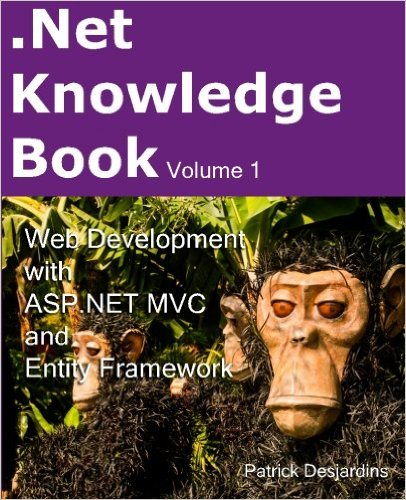 .Net
Knowledge
Book Volume 1
Web Development
with
ASP.NET MVC
and
Entity Framework
Patrick Desjardins